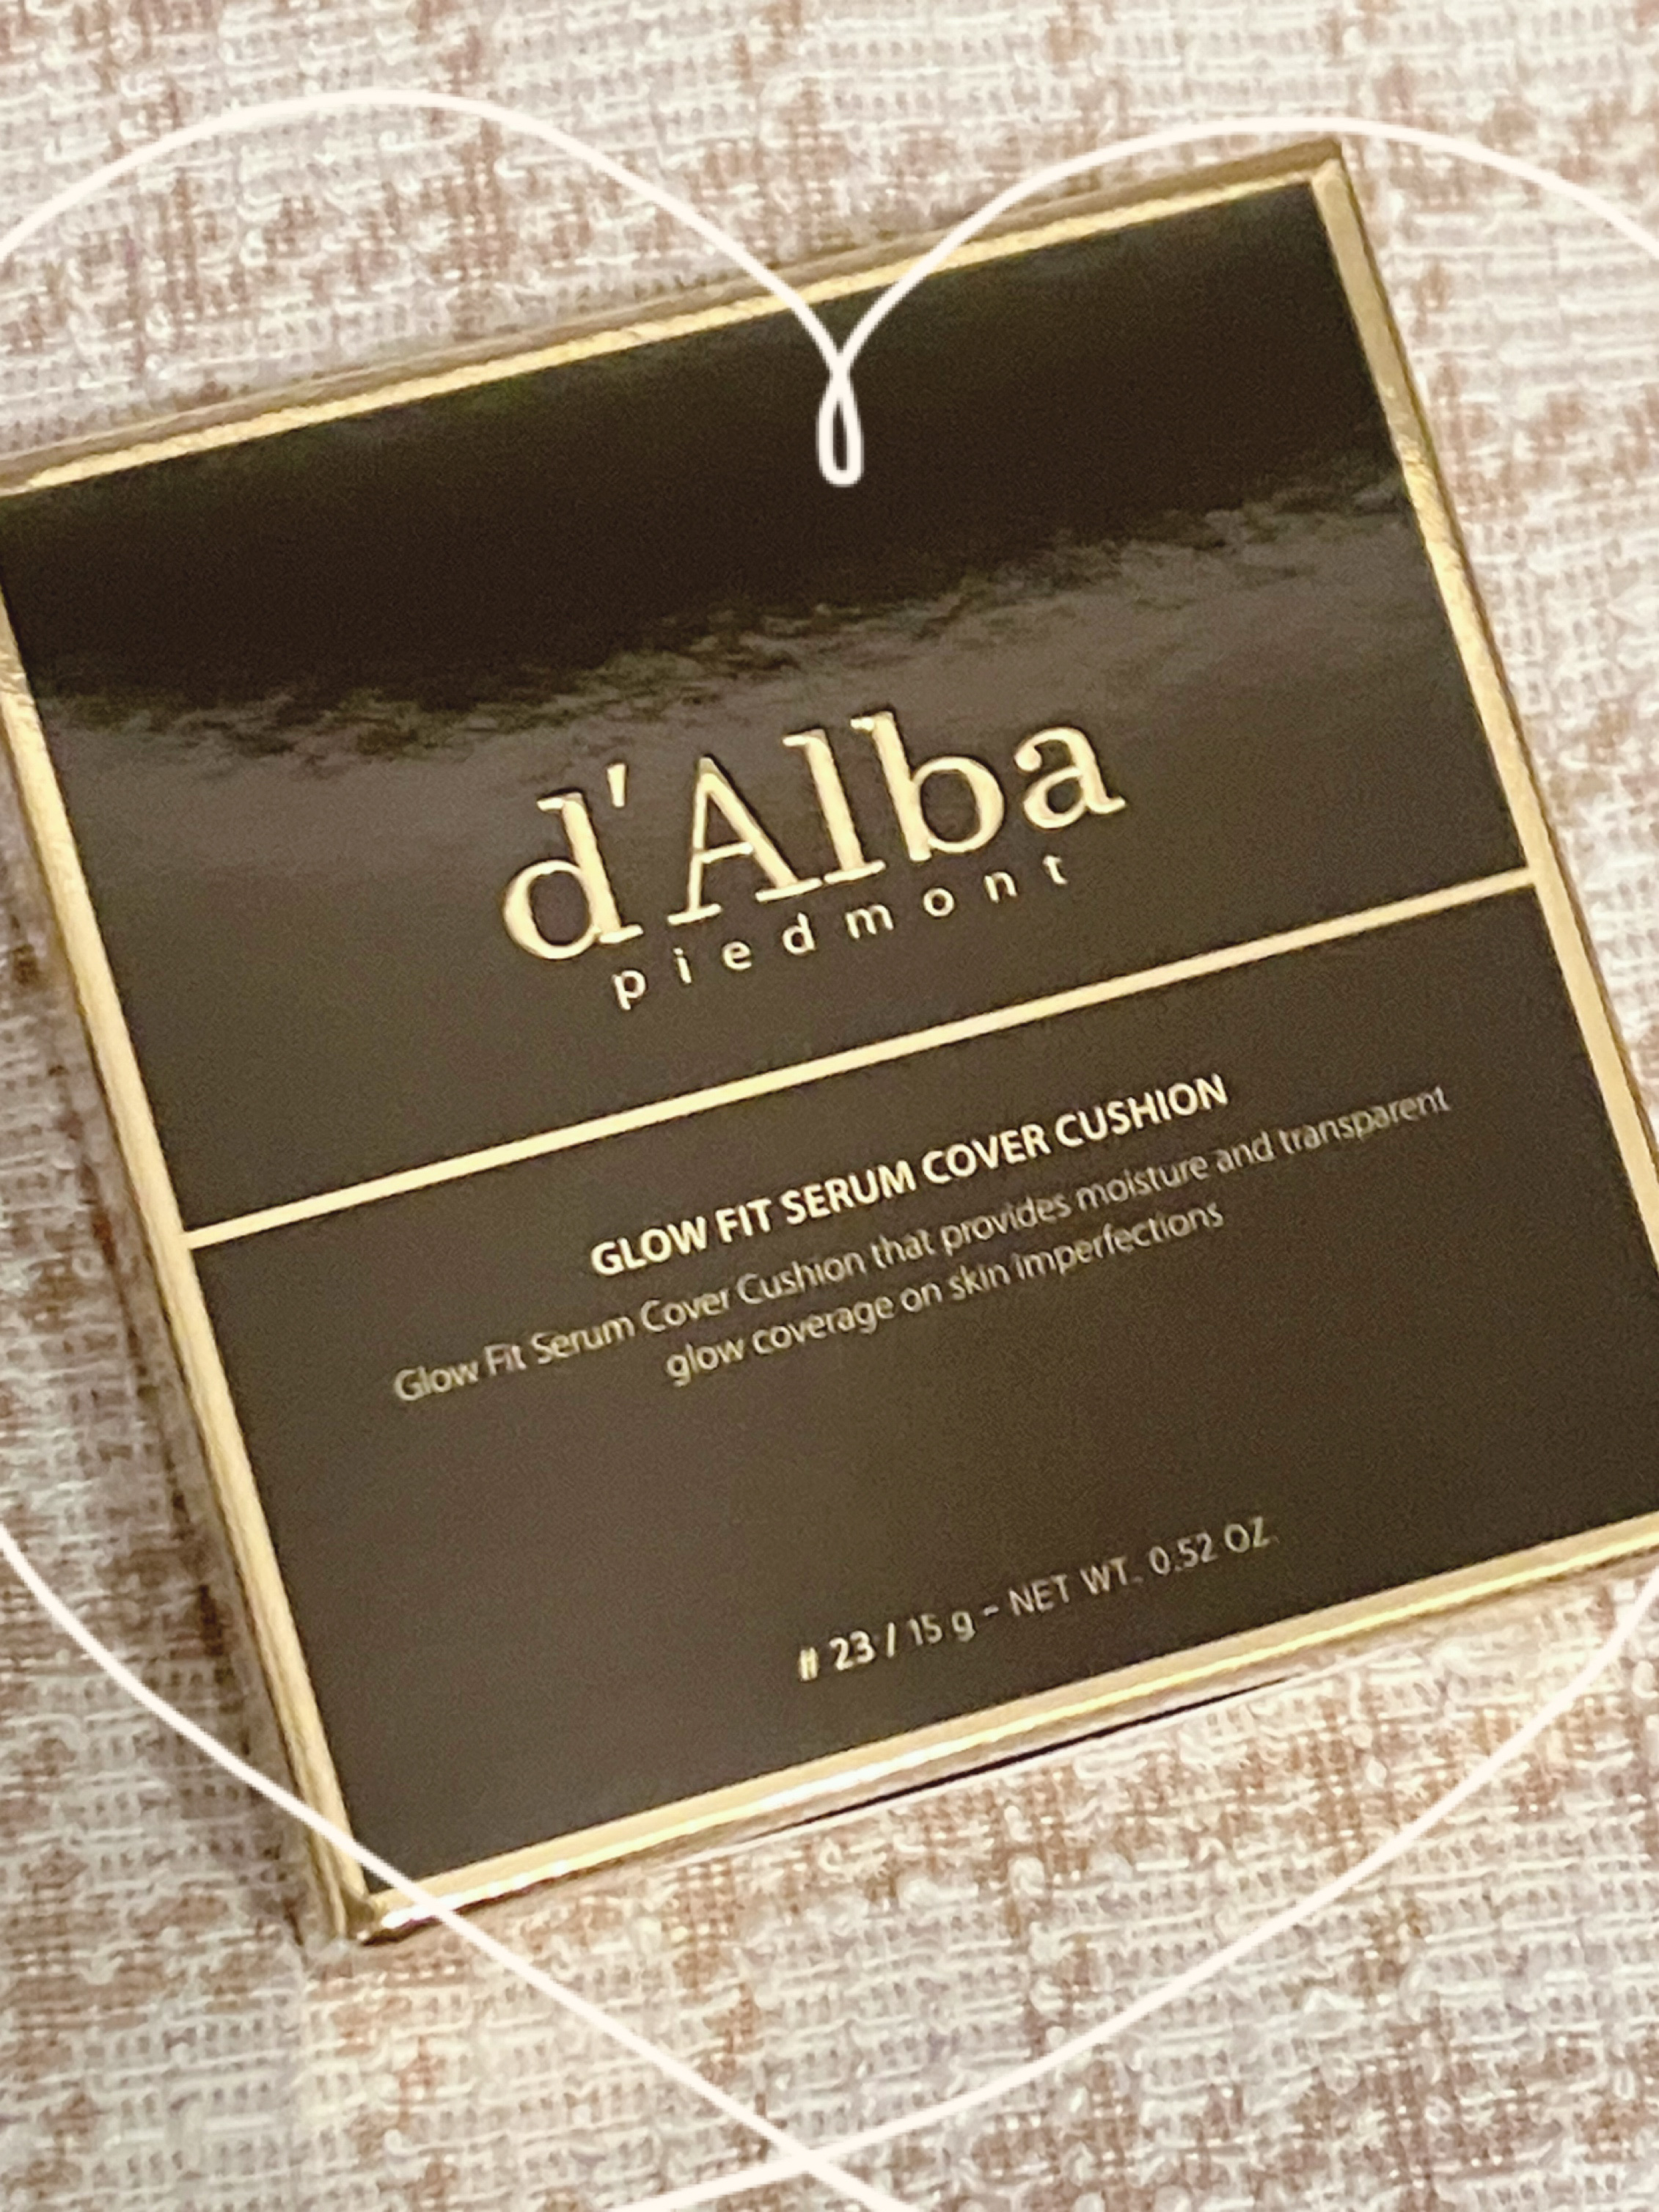 d'Alba
piedmont
GLOW FIT SERUM COVER CUSHION
Glow Fit Serum Cover Cushion that provides moisture and transparent
glow coverage on skin imperfections
# 23 / 15 g - NET WT. 0.52 OZ.